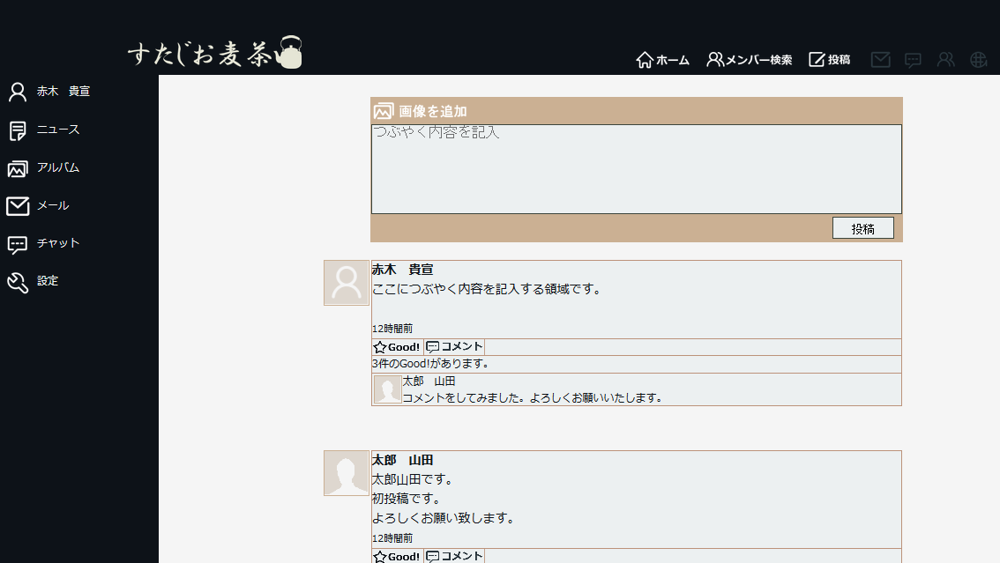 すたじお麦茶
ホーム
メンバー検索
投稿
赤木　貴宣
ニュース
アルバム
メール
チャット
設定
画像を追加
つぶやく内容を記入
投稿
赤木　貴宣
ここにつぶやく内容を記入する領域です。
12時間前
Good!
コメント
3件のGood!があります。
太郎　山田
コメントをしてみました。よろしくお願いいたします。
太郎　山田
太郎山田です。
初投稿です。
よろしくお願い致します。
12時間前
Good!
コメント